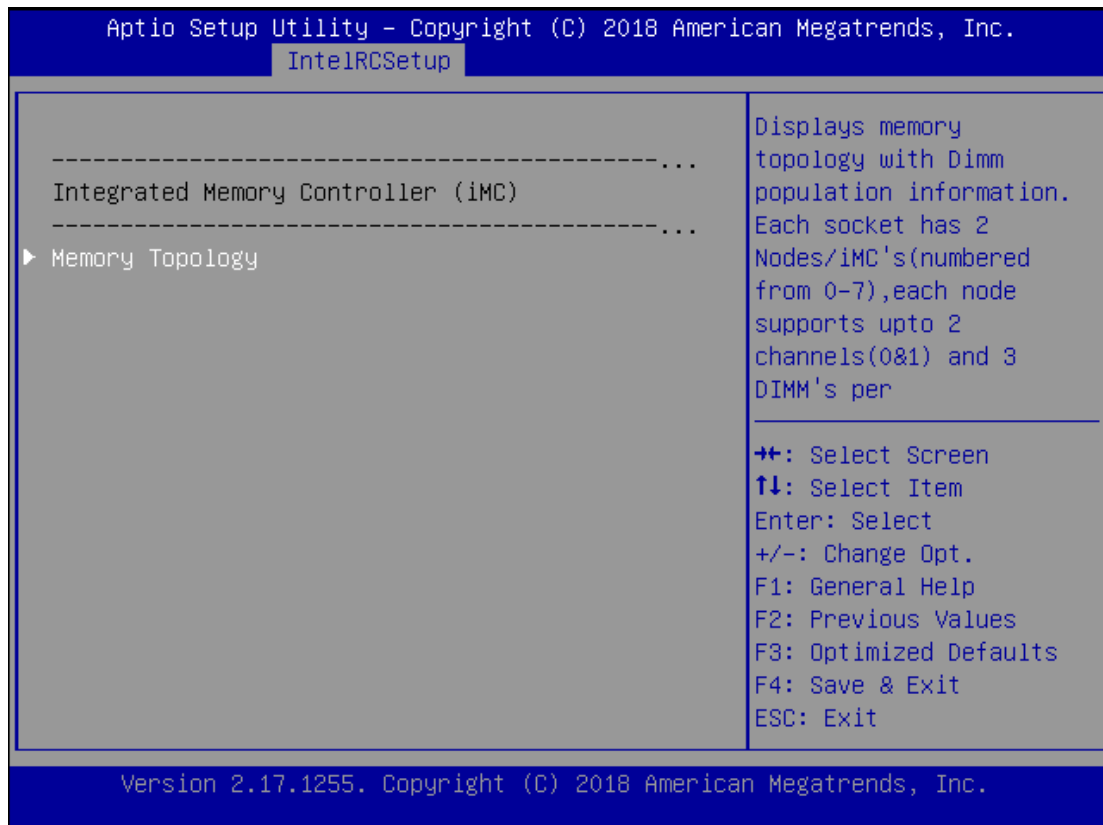 Aptio Setup Utility – Copyright (C) 2018 American Megatrends, Inc.
IntelRCSetup
--------------------------------------------...
Integrated Memory Controller (iMC)
--------------------------------------------...
▶ Memory Topology
Displays memory
topology with Dimm
population information.
Each socket has 2
Nodes/iMC's(numbered
from 0-7),each node
supports upto 2
channels(0&1) and 3
DIMM's per
→←: Select Screen
↑↓: Select Item
Enter: Select
+/-: Change Opt.
F1: General Help
F2: Previous Values
F3: Optimized Defaults
F4: Save & Exit
ESC: Exit
Version 2.17.1255. Copyright (C) 2018 American Megatrends, Inc.